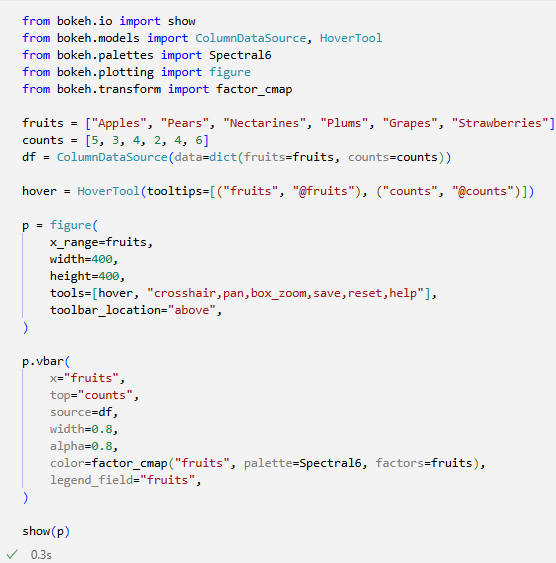 from bokeh.io import show
from bokeh.models import ColumnDataSource, HoverTool
from bokeh.palettes import Spectral6
from bokeh.plotting import figure
from bokeh.transform import factor_cmap

fruits = ["Apples", "Pears", "Nectarines", "Plums", "Grapes", "Strawberries"]
counts = [5, 3, 4, 2, 4, 6]
df = ColumnDataSource(data=dict(fruits=fruits, counts=counts))

hover = HoverTool(tooltips=[("fruits", "@fruits"), ("counts", "@counts")])

p = figure(
    x_range=fruits,
    width=400,
    height=400,
    tools=[hover, "crosshair,pan,box_zoom,save,reset,help"],
    toolbar_location="above",
)

p.vbar(
    x="fruits",
    top="counts",
    source=df,
    width=0.8,
    alpha=0.8,
    color=factor_cmap("fruits", palette=Spectral6, factors=fruits),
    legend_field="fruits",
)

show(p)
0.3s